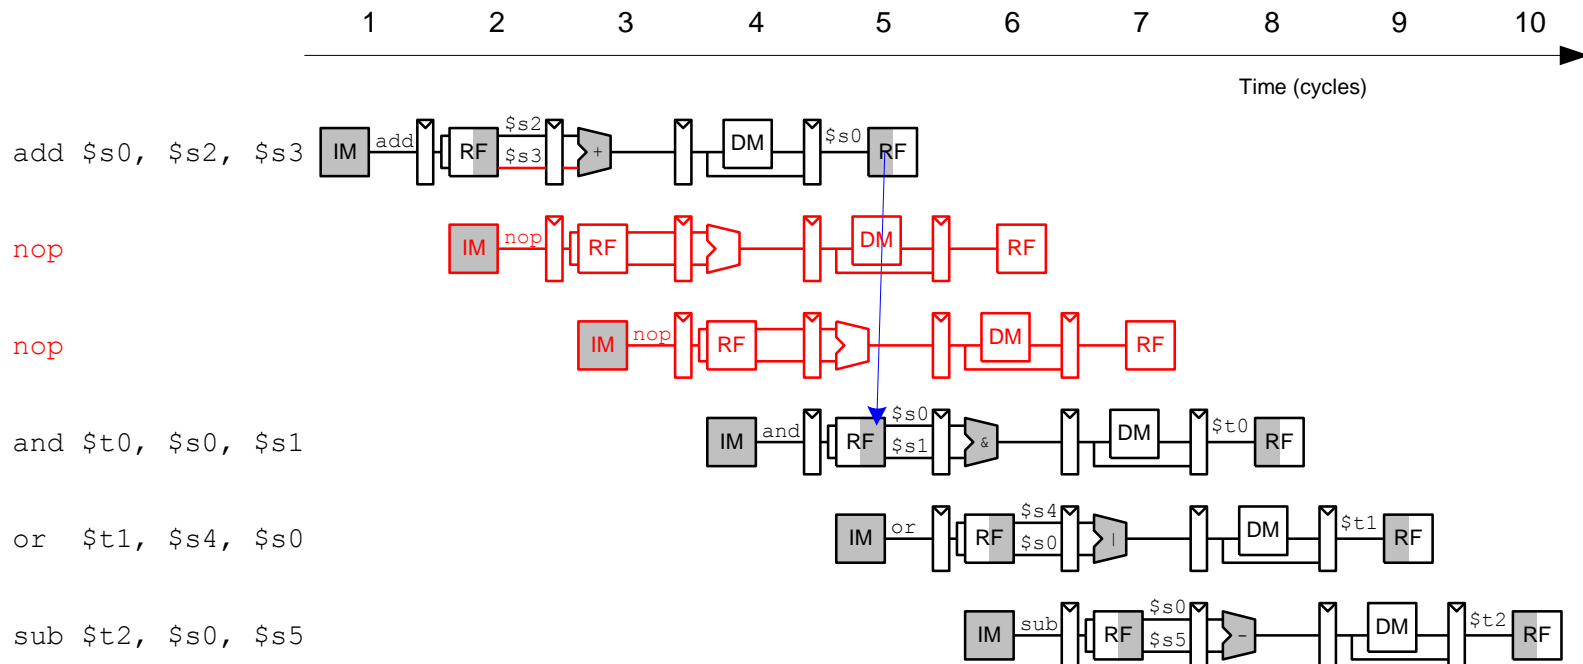 1 2 3 4 5 6 7 8 9 10
Time (cycles)
add $s0, $s2, $s3 IM add RF $s2 $s3 + DM $s0 RF
nop IM nop RF DM RF
nop IM nop RF DM RF
and $t0, $s0, $s1 IM and RF $s0 $s1 & DM $t0 RF
or $t1, $s4, $s0 IM or RF $s4 $s0 | DM $t1 RF
sub $t2, $s0, $s5 IM sub RF $s0 $s5 - DM $t2 RF